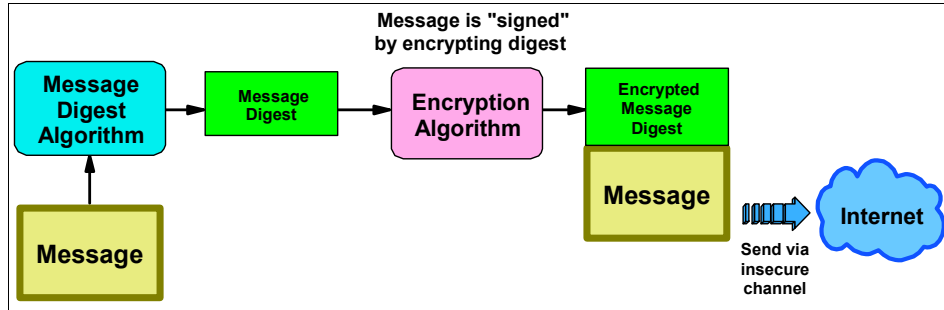 Message is "signed"
by encrypting digest
Message
Digest
Algorithm
Message
Digest
Encryption
Algorithm
Encrypted
Message
Digest
Message
Message
Internet
Send via
insecure
channel